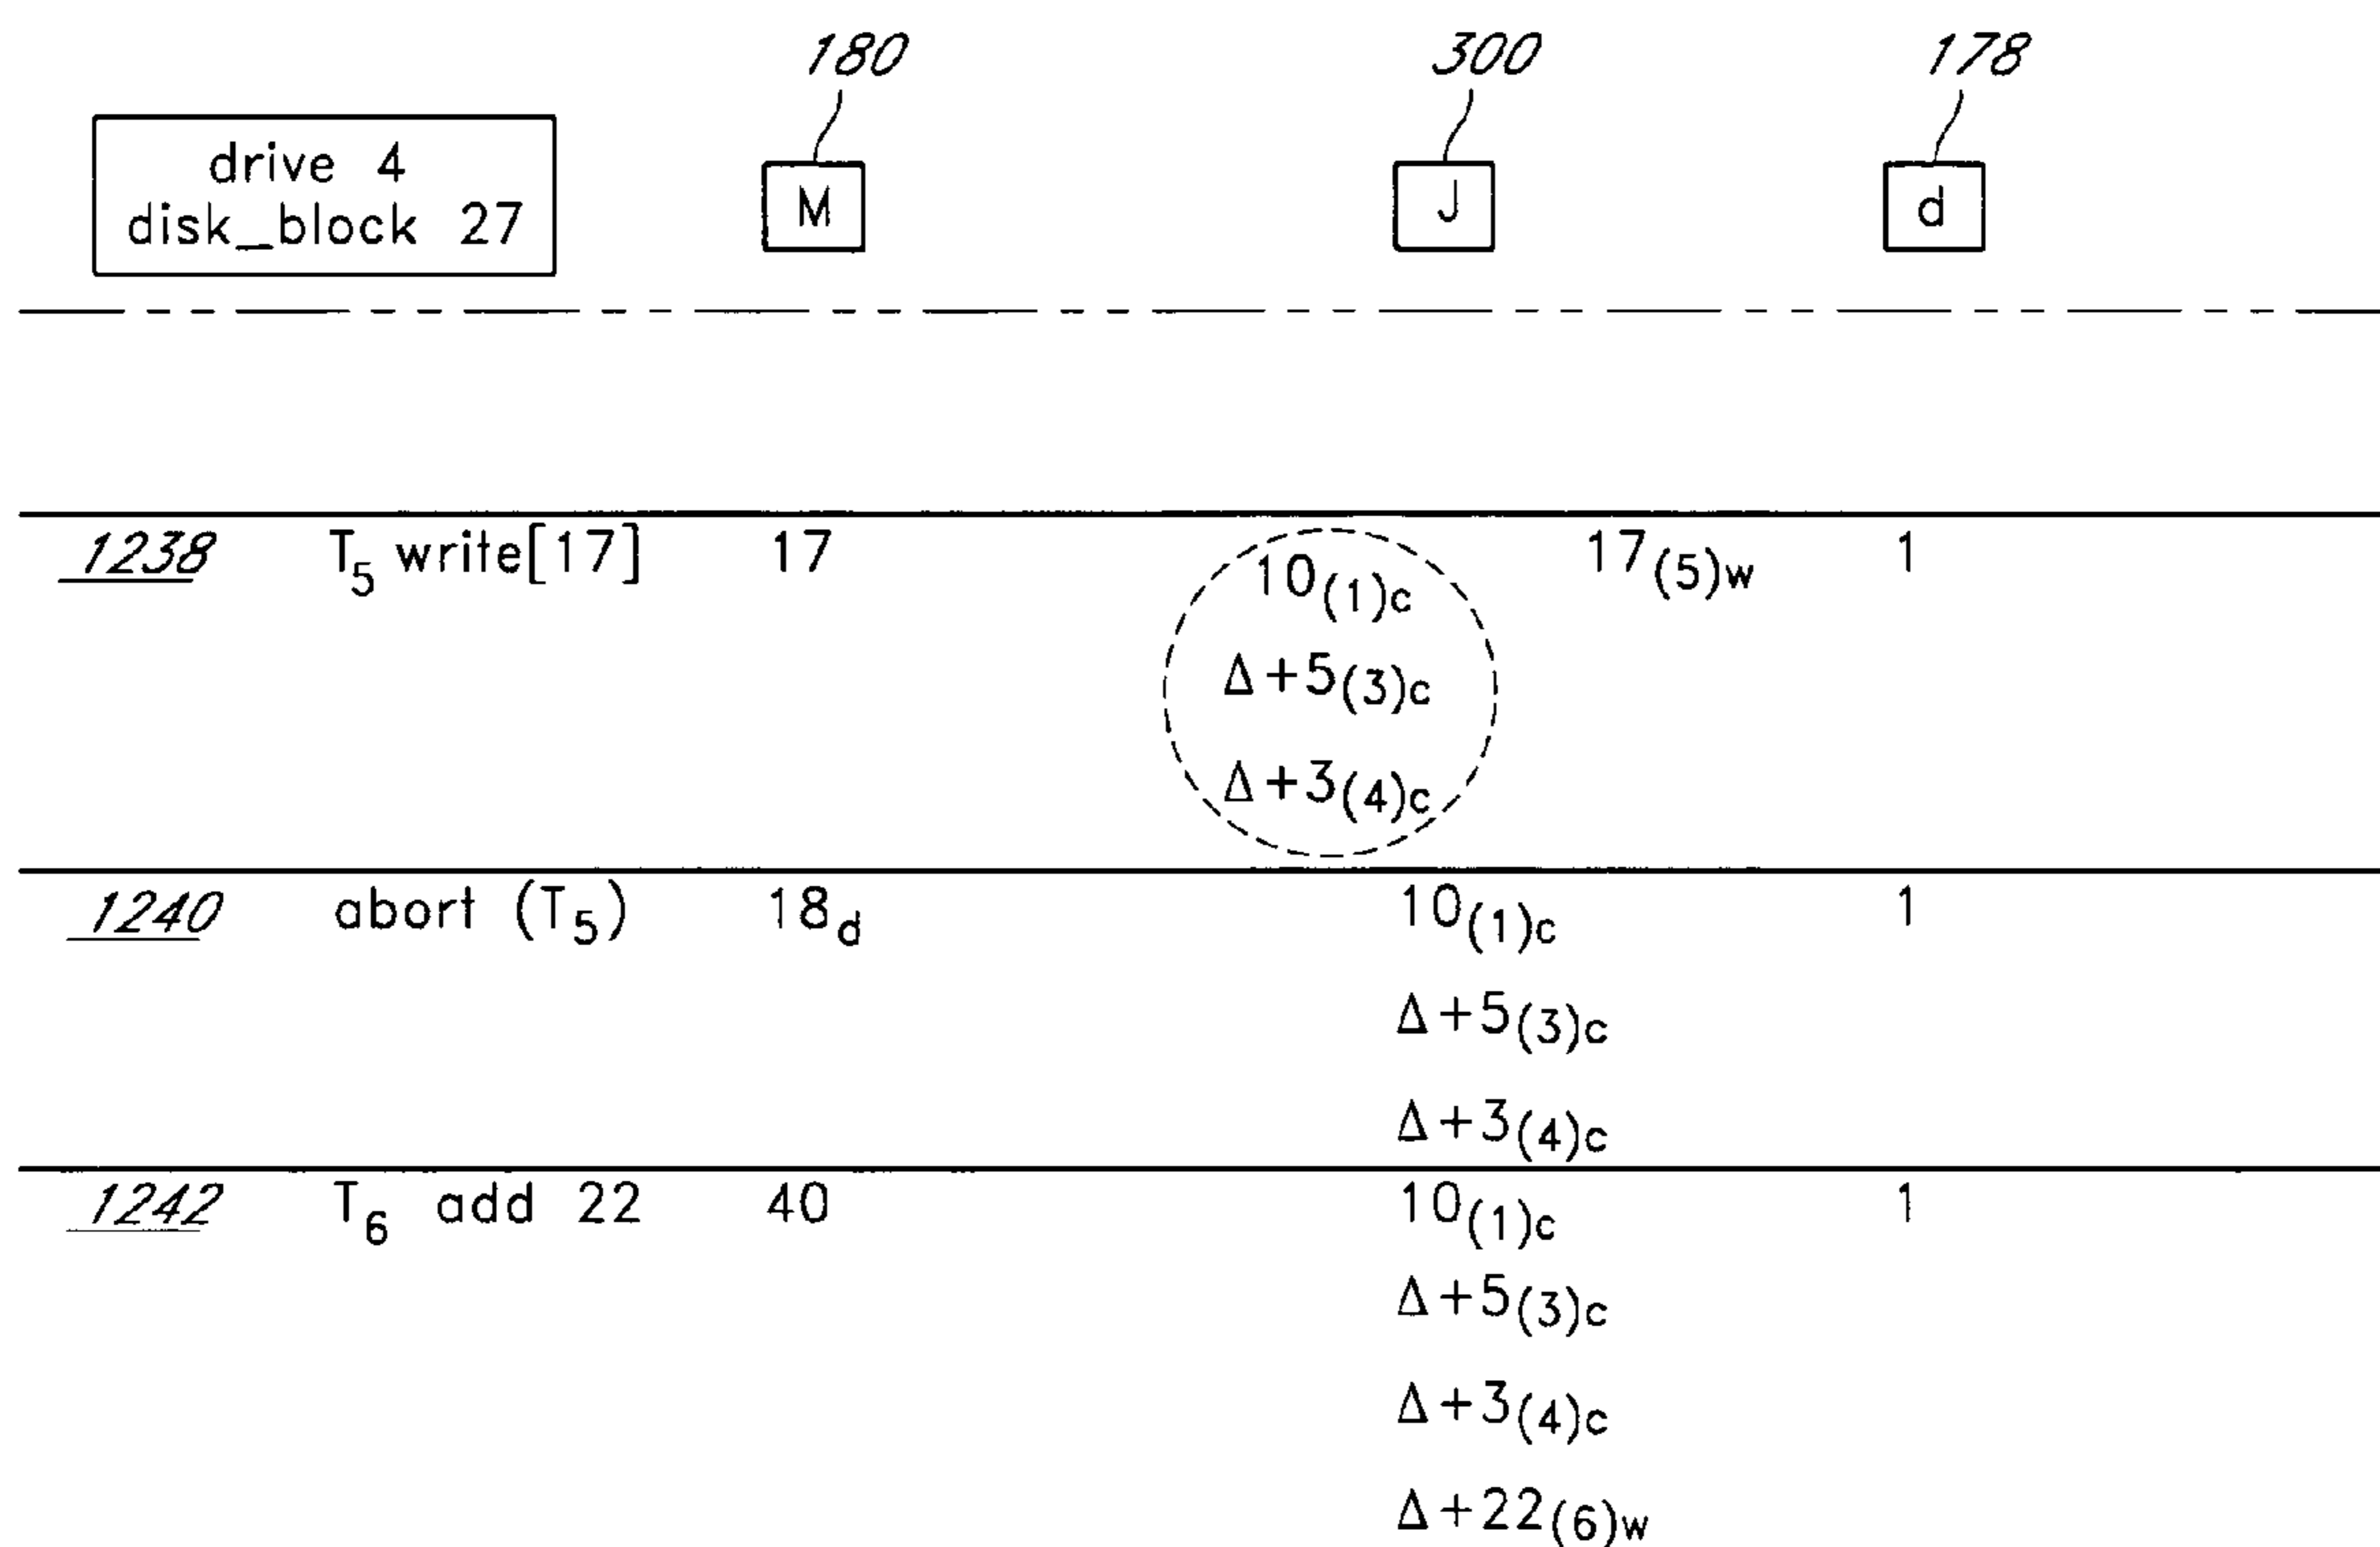 180 300 178
drive 4
disk_block 27
M J d
1238 T5 write[17] 17 10(1)c 17(5)w 1
Δ+5(3)c
Δ+3(4)c
1240 abort (T5) 18d 10(1)c 1
Δ+5(3)c
Δ+3(4)c
1242 T6 add 22 40 10(1)c 1
Δ+5(3)c
Δ+3(4)c
Δ+22(6)w